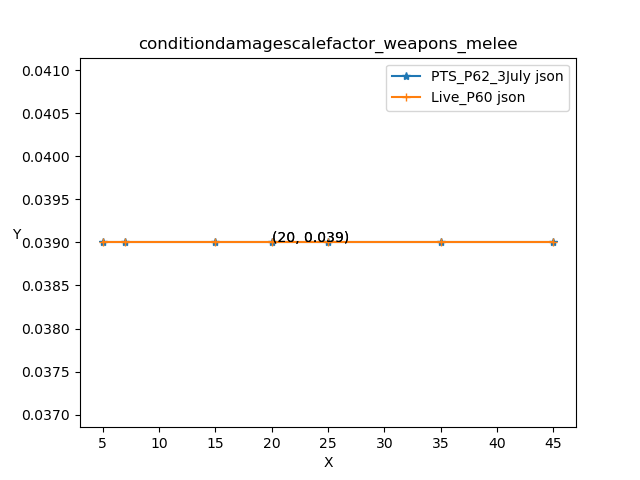 conditiondamagescalefactor_weapons_melee
PTS_P62_3July json
Live_P60 json
0.0410
0.0405
0.0400
0.0395
0.0390
0.0385
0.0380
0.0375
0.0370
Y
(20, 0.039)
5 10 15 20 25 30 35 40 45
X